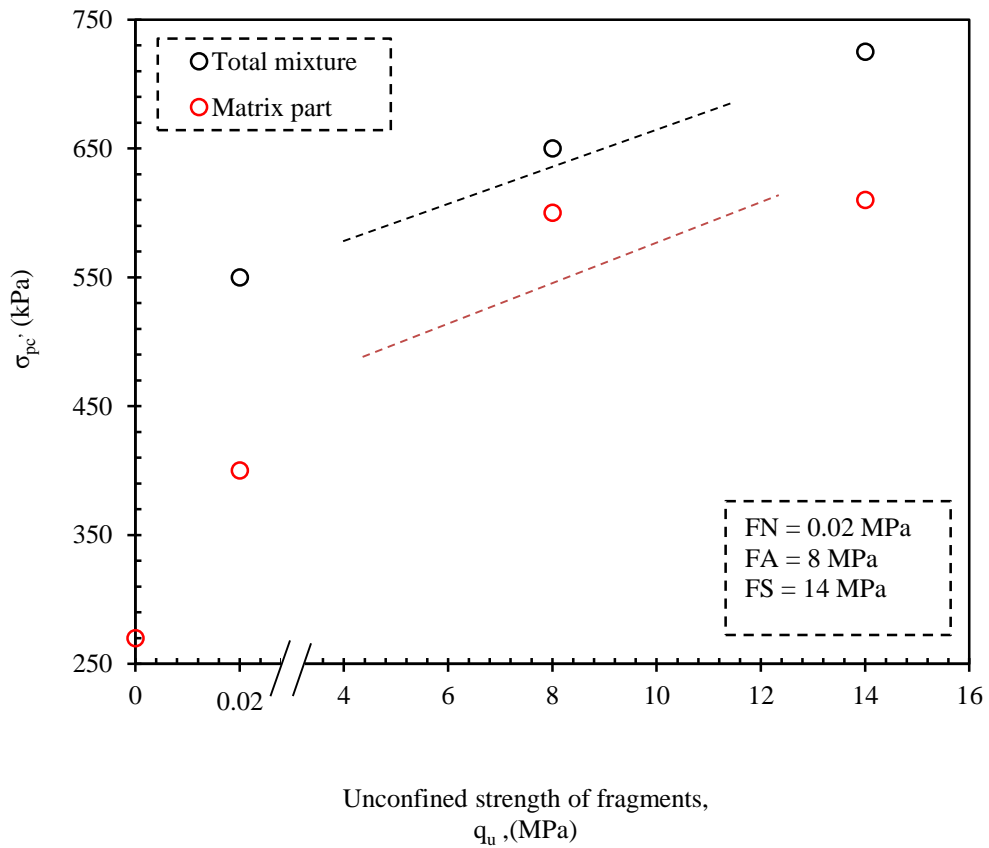 750
650
550
450
350
250
σpc’ (kPa)
Total mixture
Matrix part
FN = 0.02 MPa
FA = 8 MPa
FS = 14 MPa
0
0.02
4
6
8
10
12
14
16
Unconfined strength of fragments,
qu ,(MPa)